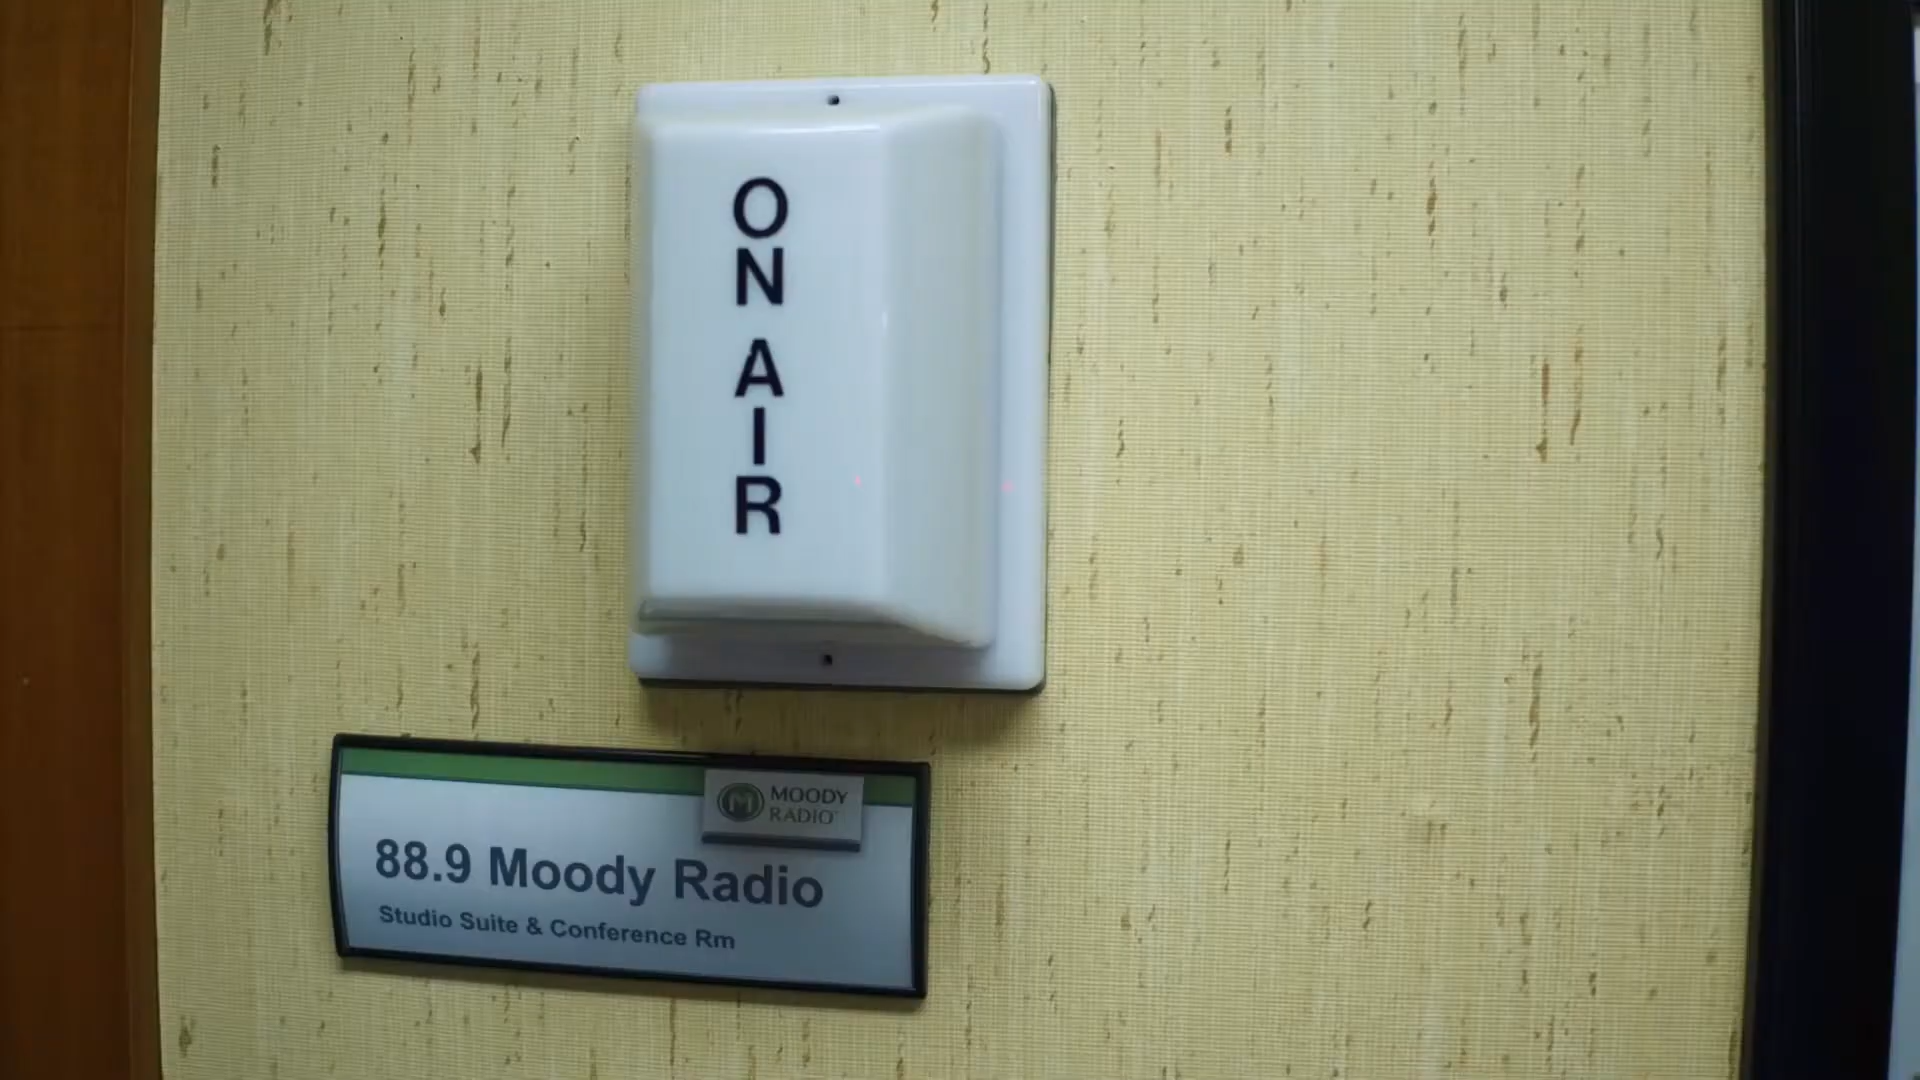 ON AIR
MOODY
RADIO
88.9 Moody Radio
Studio Suite & Conference Rm